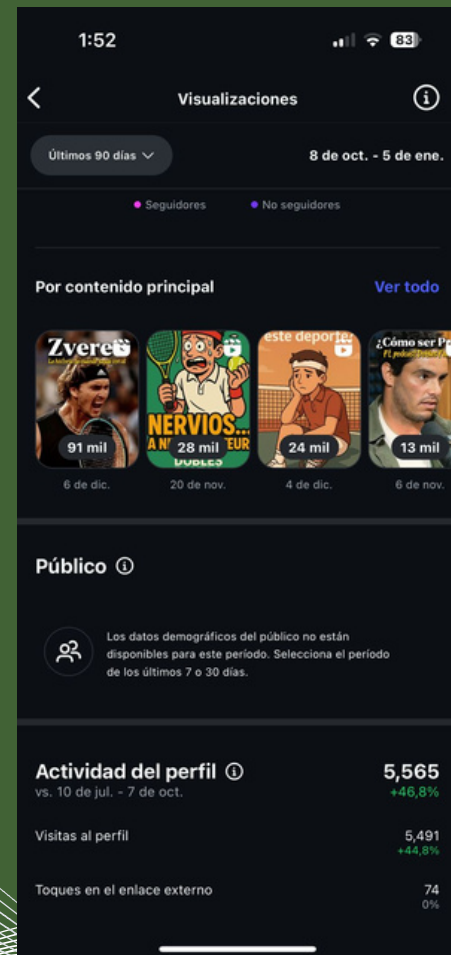 1:52
83
Visualizaciones
Últimos 90 días
8 de oct. - 5 de ene.
Seguidores
No seguidores
Por contenido principal
Ver todo
Zverev
este deporte
¿Cómo ser Pr
NERVIOS...
91 mil
28 mil
24 mil
13 mil
DOBLES
6 de dic.
20 de nov.
4 de dic.
6 de nov.
Público
Los datos demográficos del público no están
disponibles para este período. Selecciona el período
de los últimos 7 o 30 días.
Actividad del perfil
5,565
vs. 10 de jul. - 7 de oct.
+46,8%
Visitas al perfil
5,491
+44,8%
Toques en el enlace externo
74
0%